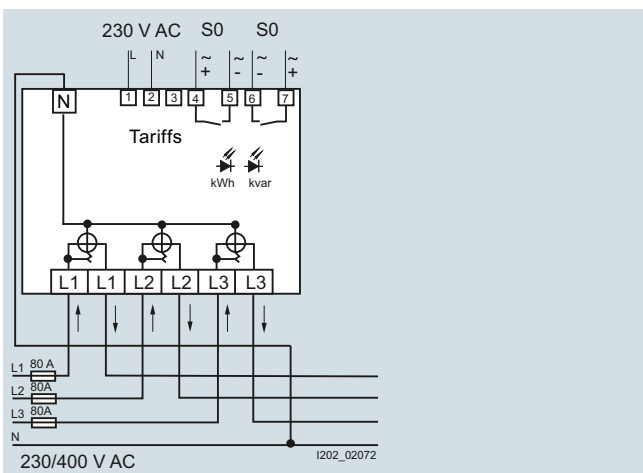 230 V AC S0 S0
L N ~ ~ ~ ~
+ - - +
N 1 2 3 4 5 6 7
Tariffs
kWh kvar
L1 L1 L2 L2 L3 L3
L1 80 A
L2 80A
L3 80A
N
230/400 V AC I202_02072